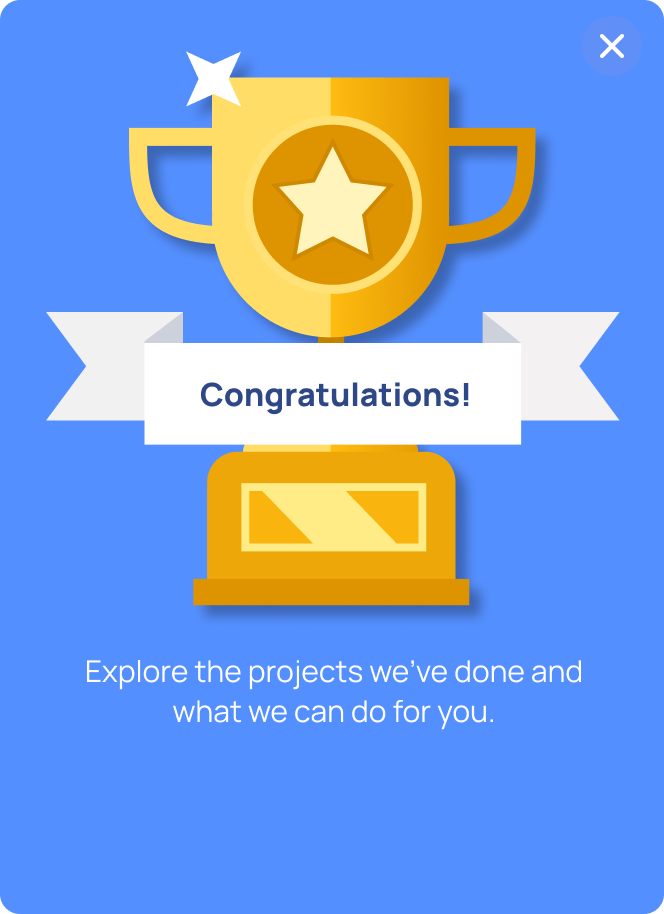 Congratulations!
Explore the projects we’ve done and
what we can do for you.